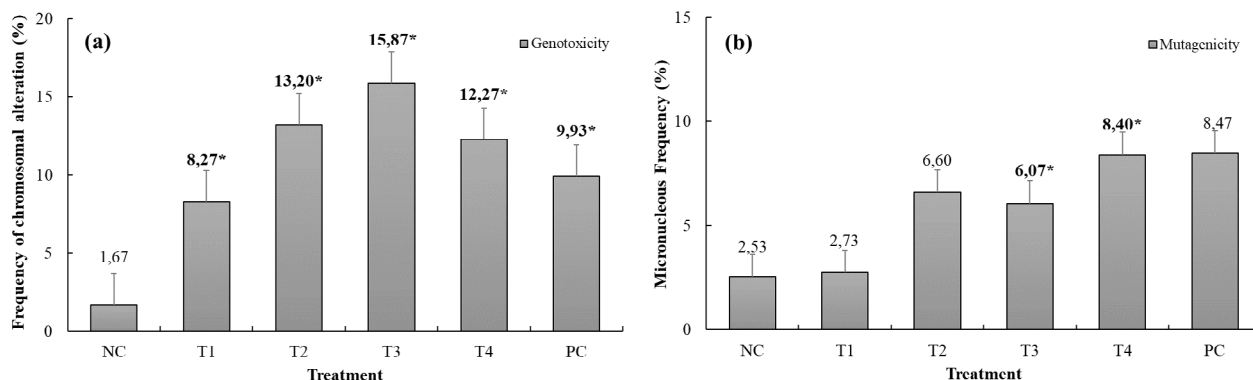 (a)
Genotoxicity
Frequency of chromosomal alteration (%)
20
15
10
5
0
1,67
8,27*
13,20*
15,87*
12,27*
9,93*
NC T1 T2 T3 T4 PC
Treatment
(b)
Mutagenicity
Micronucleous Frequency (%)
15
10
5
0
2,53
2,73
6,60
6,07*
8,40*
8,47
NC T1 T2 T3 T4 PC
Treatment